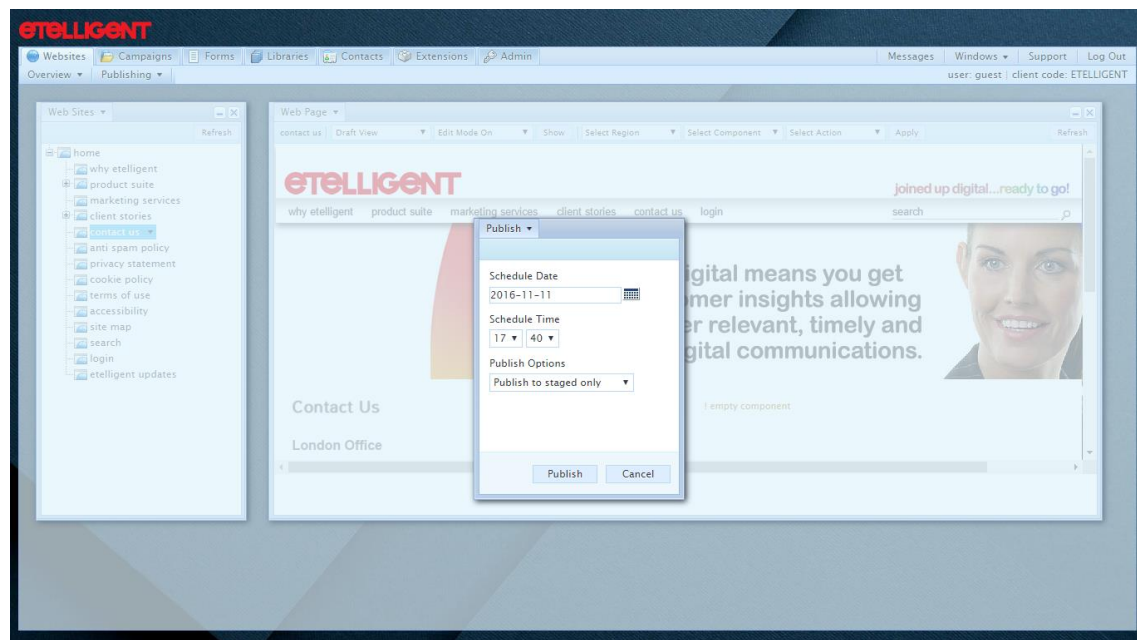 ETELLIGENT
Websites Campaigns Forms Libraries Contacts Extensions Admin Messages Windows Support Log Out
Overview Publishing user: guest client code: ETELLIGENT
Web Sites
Refresh
home
why etelligent
product suite
marketing services
client stories
contact us
anti spam policy
privacy statement
cookie policy
terms of use
accessibility
site map
search
login
etelligent updates
Web Page
contact us Draft View Edit Mode On Show Select Region Select Component Select Action Apply Refresh
ETELLIGENT
joined up digital...ready to go!
why etelligent product suite marketing services client stories contact us login search
igital means you get
mer insights allowing
er relevant, timely and
gital communications.
Contact Us
1 empty component
London Office
Publish
Schedule Date
2016-11-11
Schedule Time
17 40
Publish Options
Publish to staged only
Publish Cancel